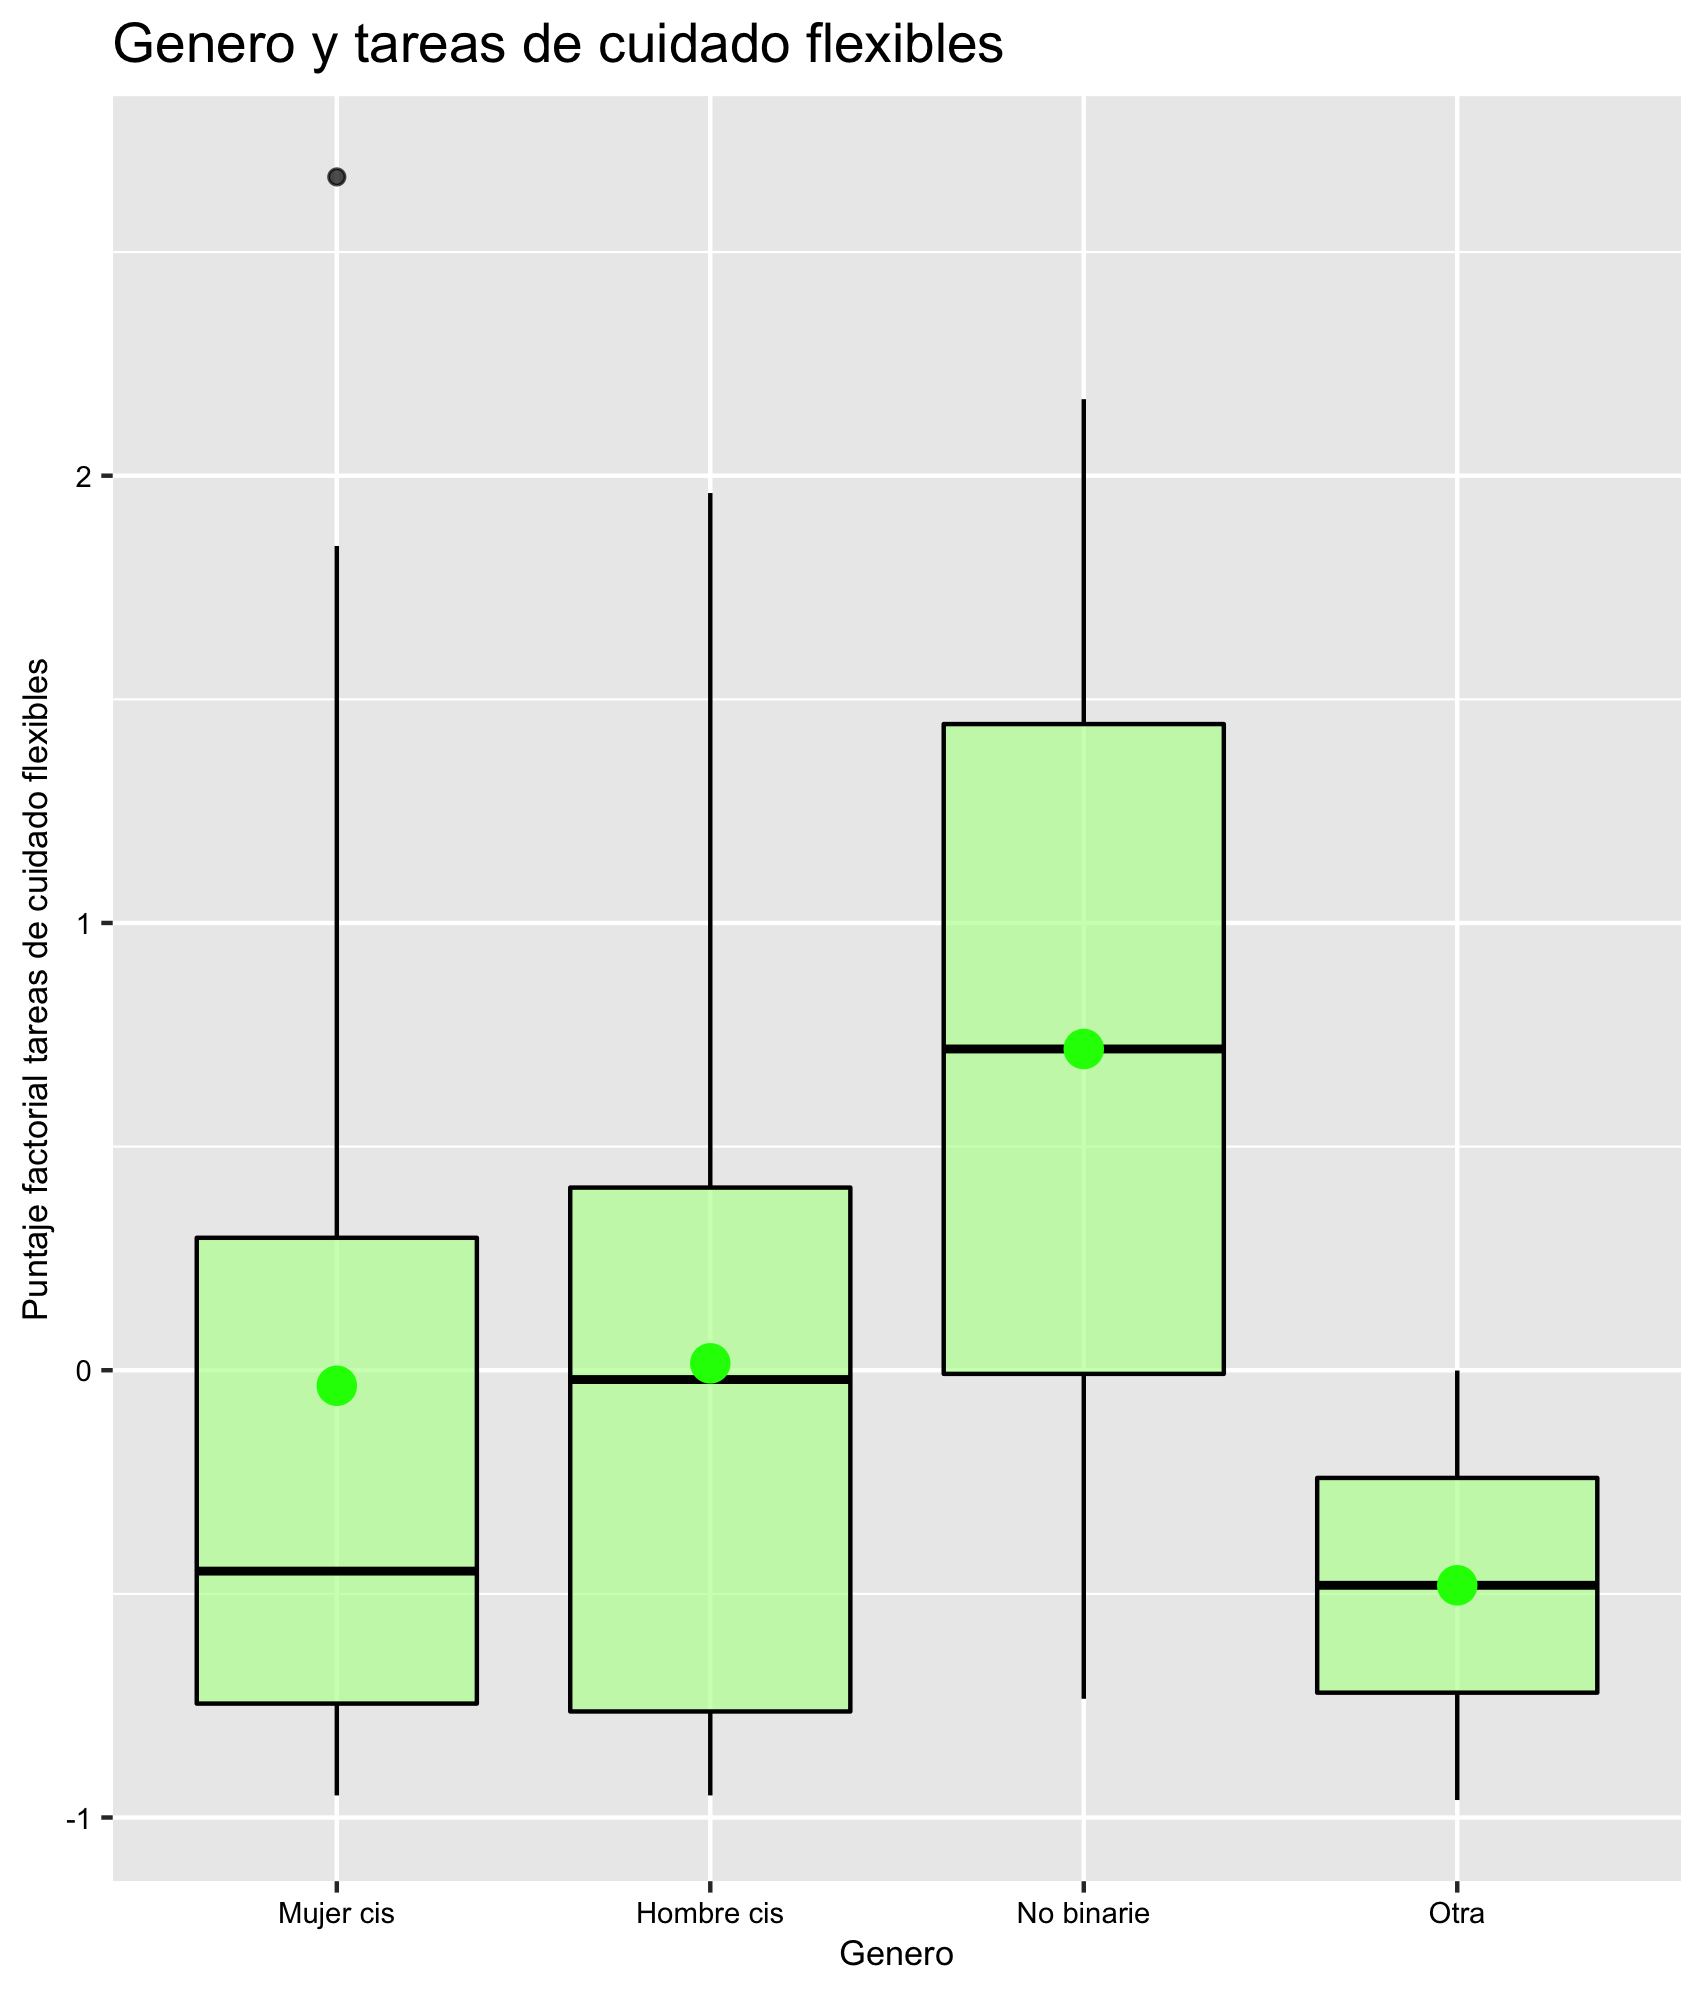 Genero y tareas de cuidado flexibles
Puntaje factorial tareas de cuidado flexibles
2
1
0
-1
Mujer cis
Hombre cis
No binarie
Otra
Genero